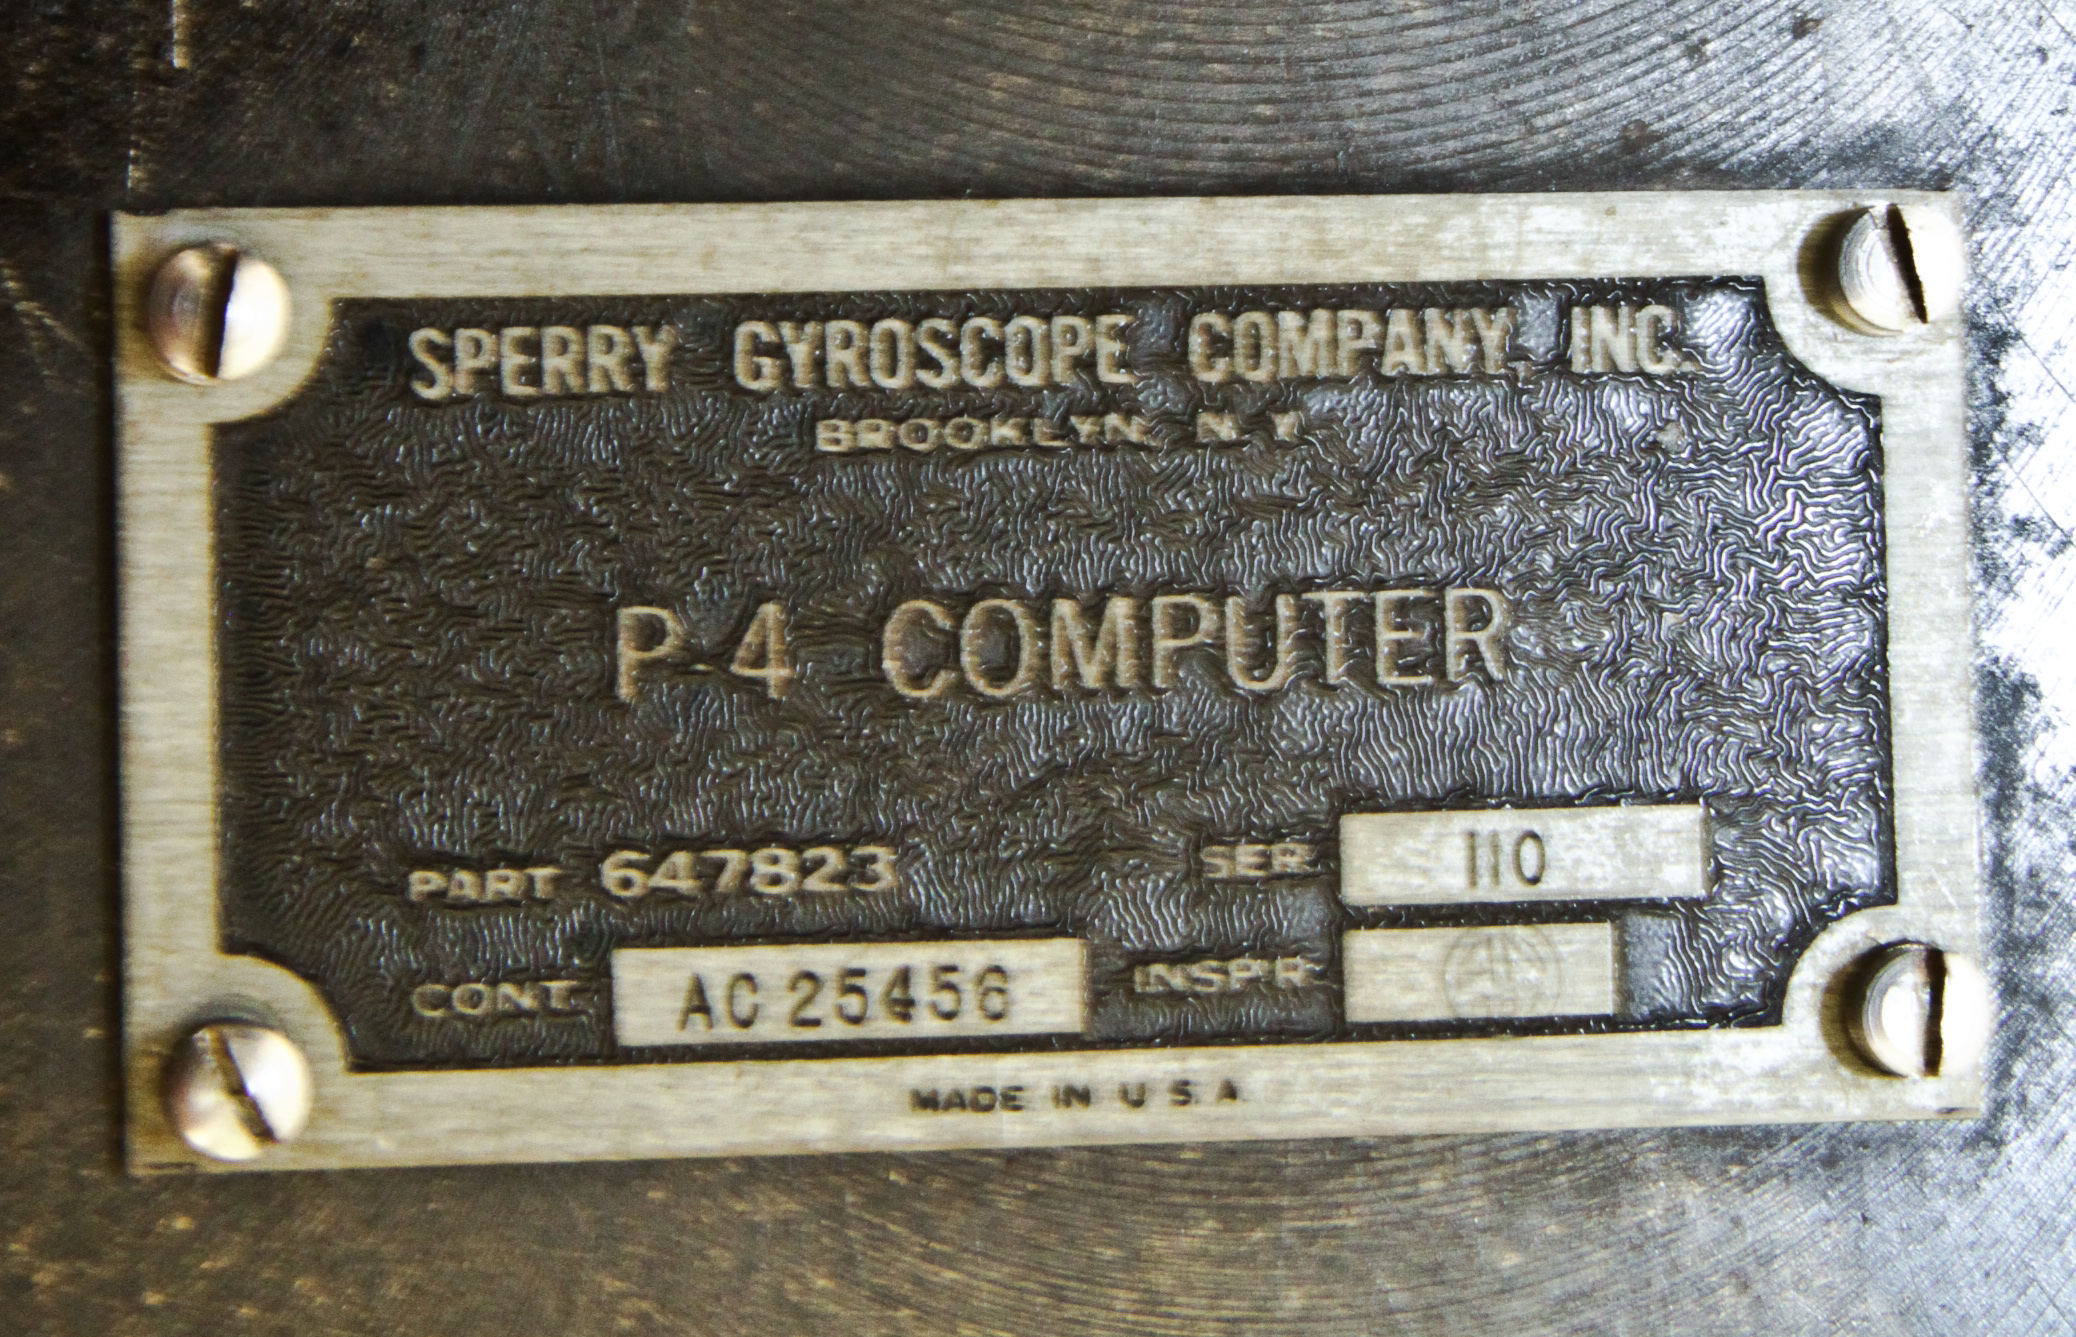 SPERRY GYROSCOPE COMPANY, INC.
BROOKLYN, N.Y.
P-4 COMPUTER
PART 647823 SER. 110
CONT. AC 25456 INSP'R.
MADE IN U.S.A.